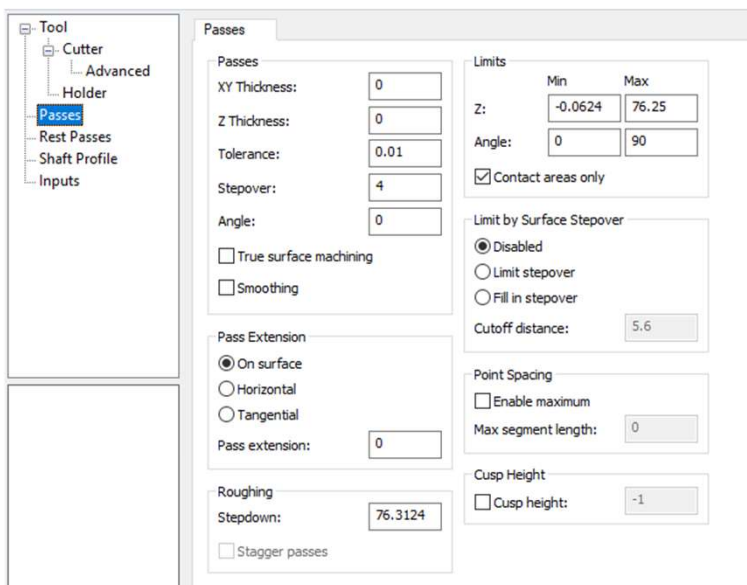 Tool
Cutter
Advanced
Holder
Passes
Rest Passes
Shaft Profile
Inputs
Passes
Passes
XY Thickness: 0
Z Thickness: 0
Tolerance: 0.01
Stepover: 4
Angle: 0
True surface machining
Smoothing
Pass Extension
On surface
Horizontal
Tangential
Pass extension: 0
Roughing
Stepdown: 76.3124
Stagger passes
Limits
Min Max
Z: -0.0624 76.25
Angle: 0 90
Contact areas only
Limit by Surface Stepover
Disabled
Limit stepover
Fill in stepover
Cutoff distance: 5.6
Point Spacing
Enable maximum
Max segment length: 0
Cusp Height
Cusp height: -1